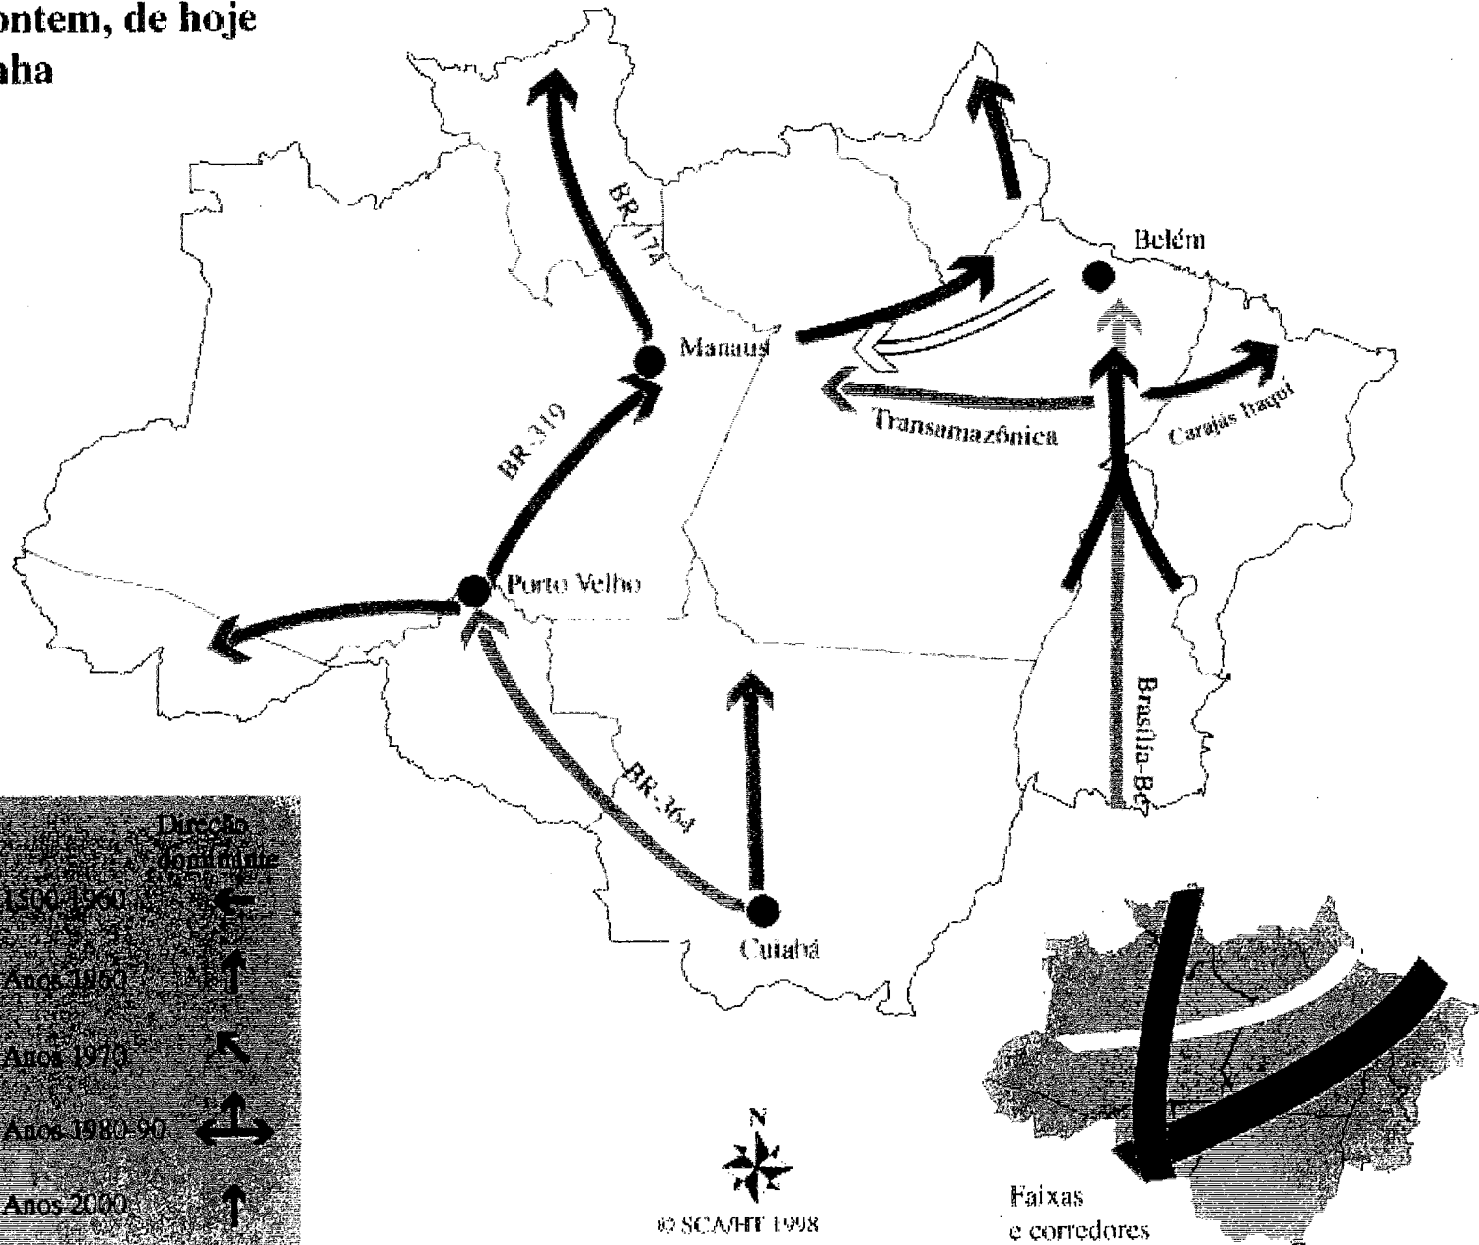 ontem, de hoje
nha
BR-174
Belém
Manaus
Transamazônica
Carajás Itaqui
BR-319
Porto Velho
Brasília-Be
BR-364
Cuiabá
Direção
dominante
1500-1960
Anos 1960
Anos 1970
Anos 1980-90
Anos 2000
N
© SCA/HT 1998
Faixas
e corredores